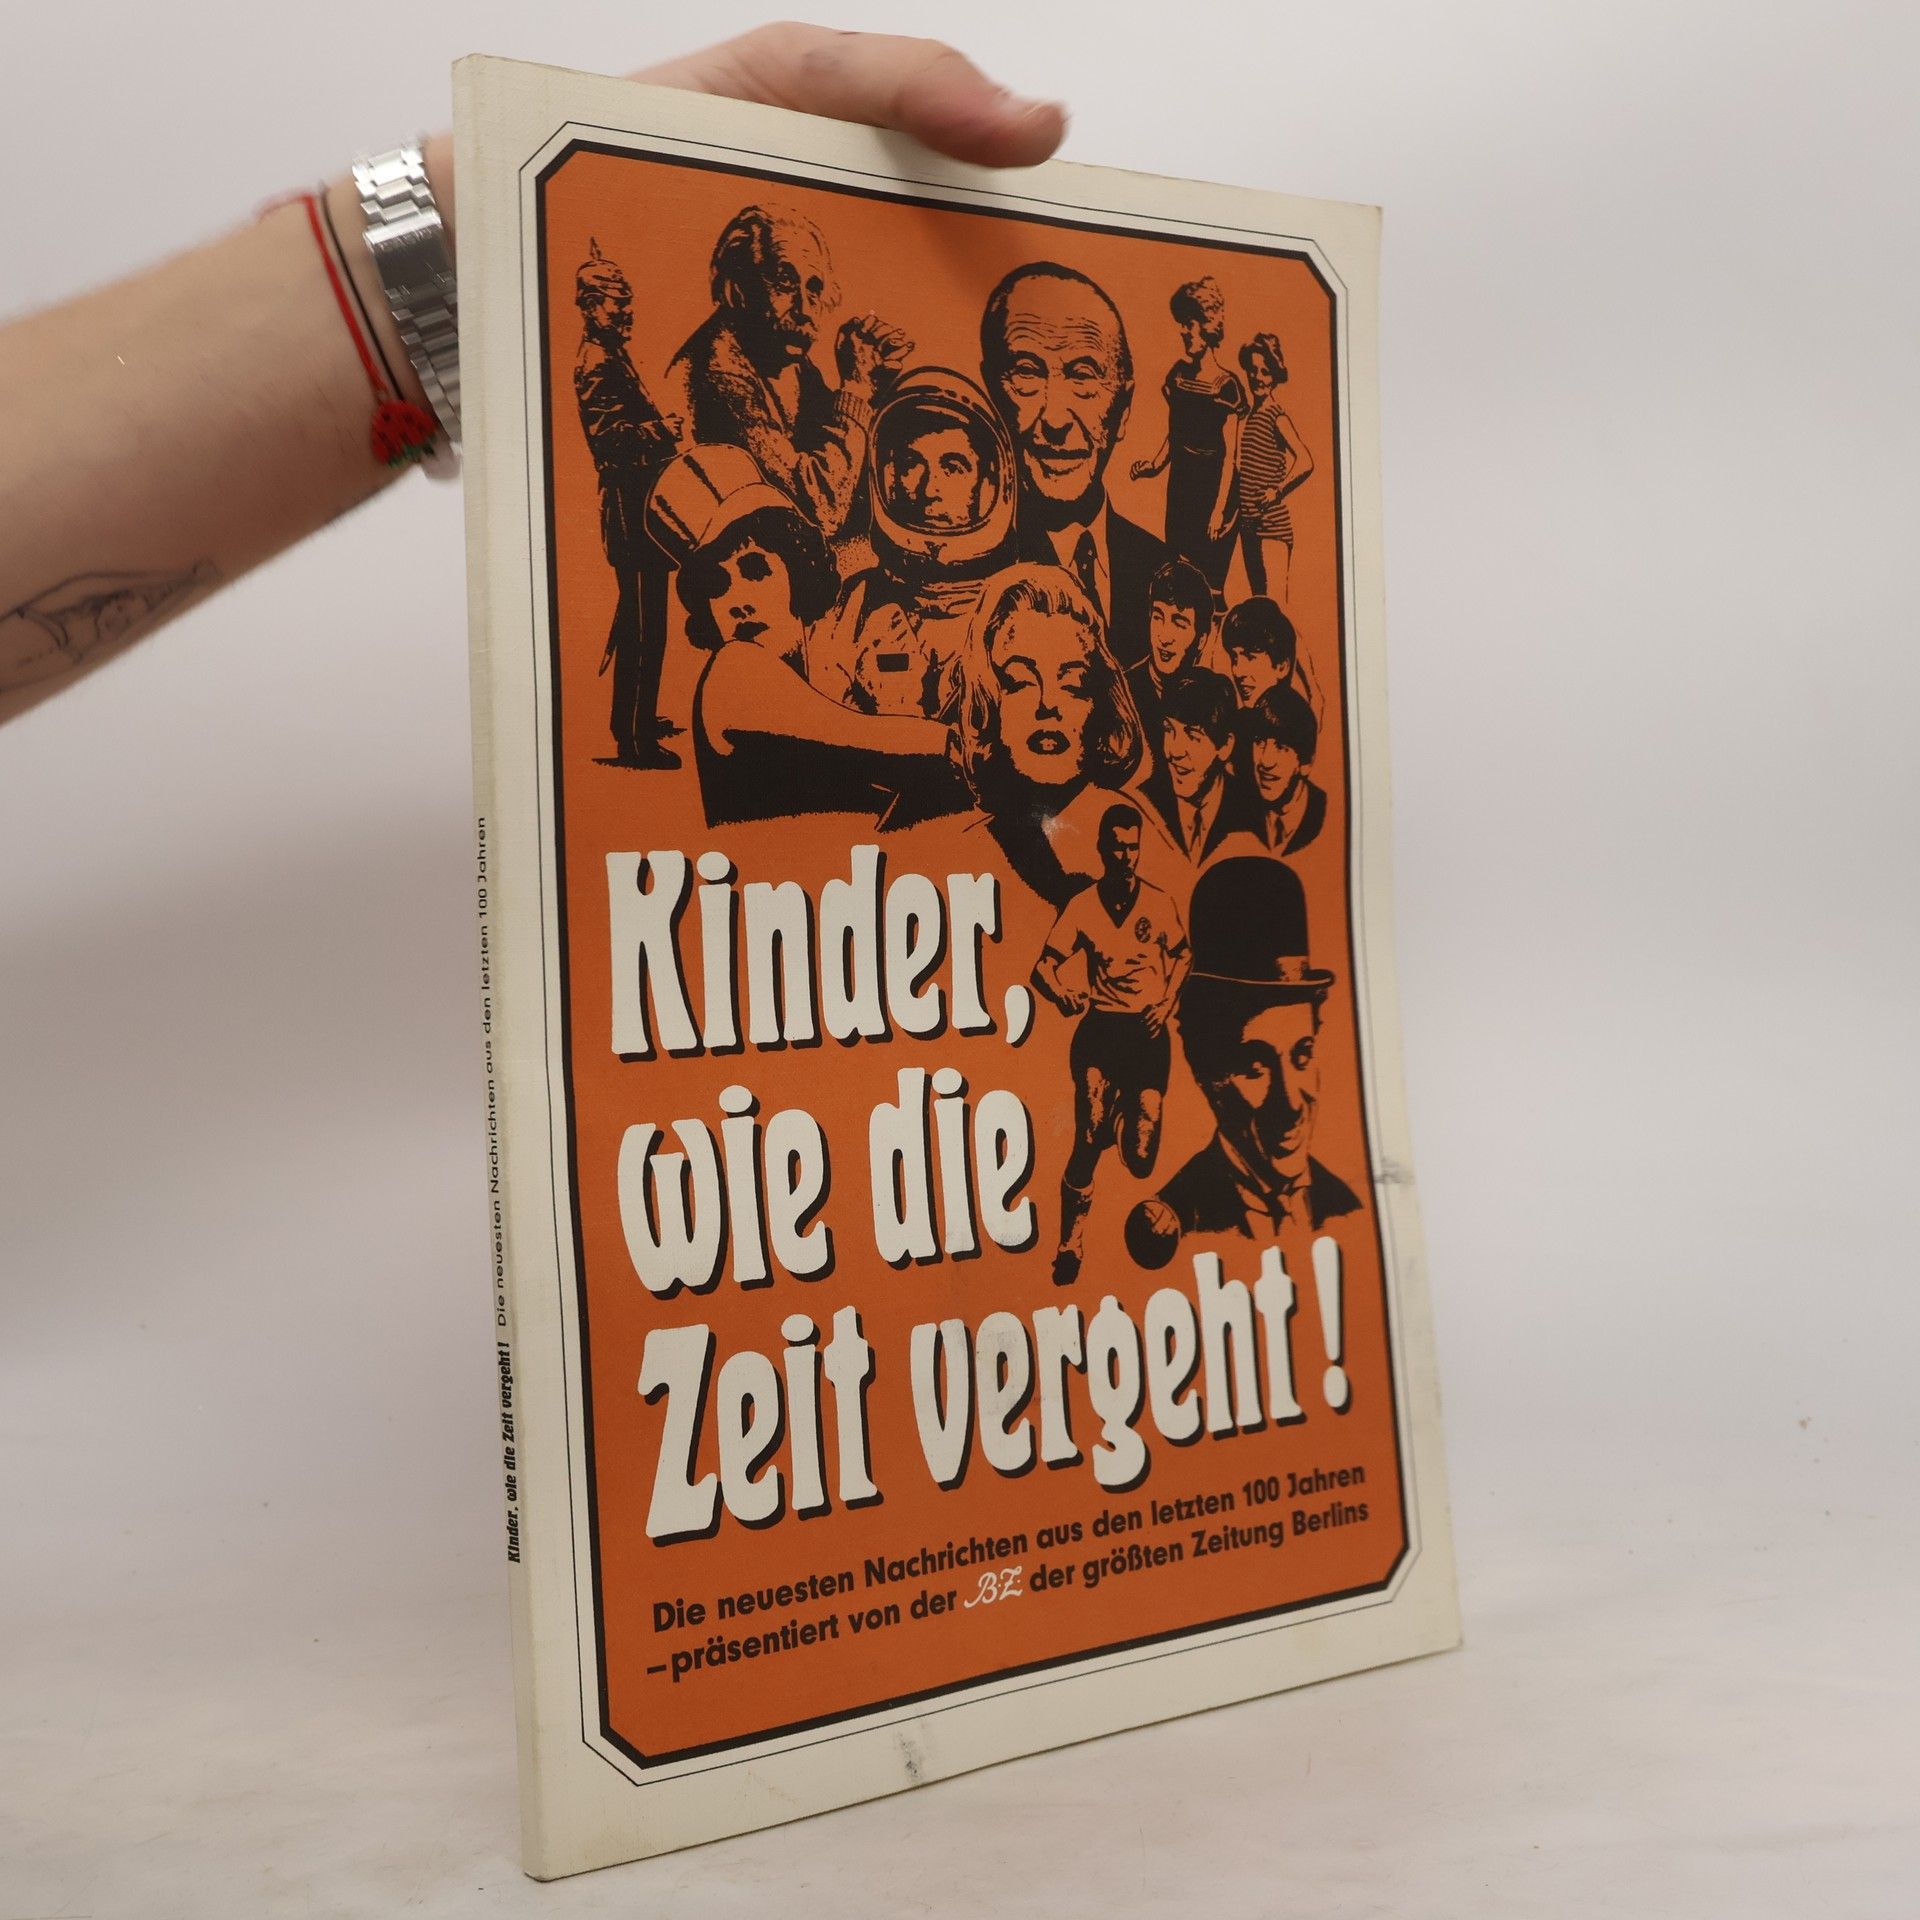 CASIO
Kinder,
wie die
Zeit vergeht!
Die neuesten Nachrichten aus den letzten 100 Jahren
–präsentiert von der B.Z. der größten Zeitung Berlins
Kinder, wie die Zeit vergeht! Die neuesten Nachrichten aus den letzten 100 Jahren